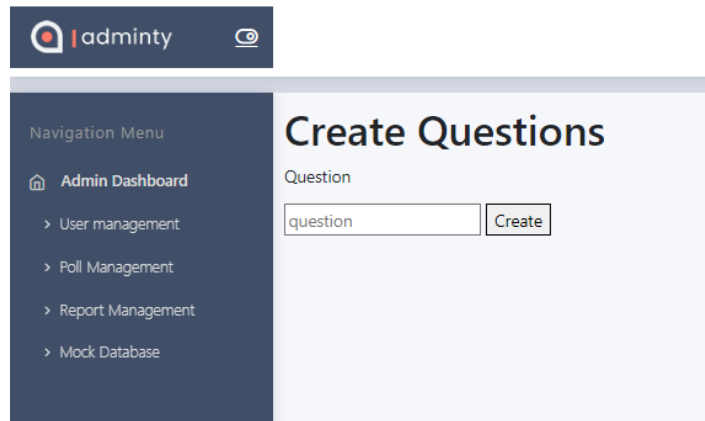 adminty
Navigation Menu
Admin Dashboard
User management
Poll Management
Report Management
Mock Database
Create Questions
Question
question
Create